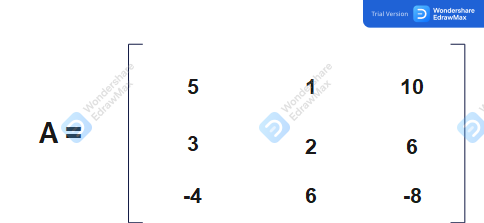 Trial Version Wondershare EdrawMax
5 1 10
A = 3 2 6
-4 6 -8
Wondershare EdrawMax
Wondershare EdrawMax